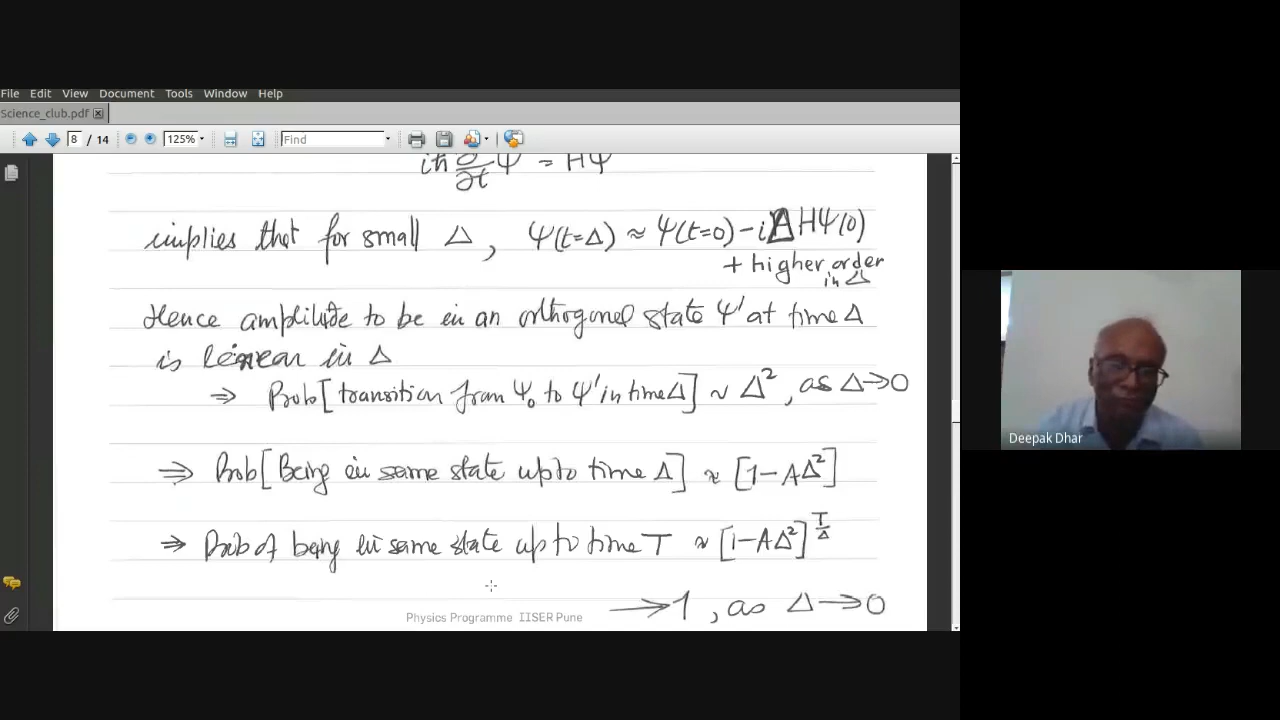 File Edit View Document Tools Window Help
Science_club.pdf
8 / 14 125% Find
iħ ∂/∂t Ψ = HΨ
implies that for small Δ, Ψ(t=Δ) ≈ Ψ(t=0) - iΔHΨ(0)
+ higher order
in Δ
Hence amplitude to be in an orthogonal state Ψ' at time Δ
is linear in Δ
⇒ Prob[transition from Ψ₀ to Ψ' in time Δ] ~ Δ², as Δ→0
⇒ Prob[Being in same state upto time Δ] ≈ [1-AΔ²]
⇒ Prob of being in same state up to time T ≈ [1-AΔ²]^(T/Δ)
→ 1, as Δ→0
Physics Programme IISER Pune
Deepak Dhar